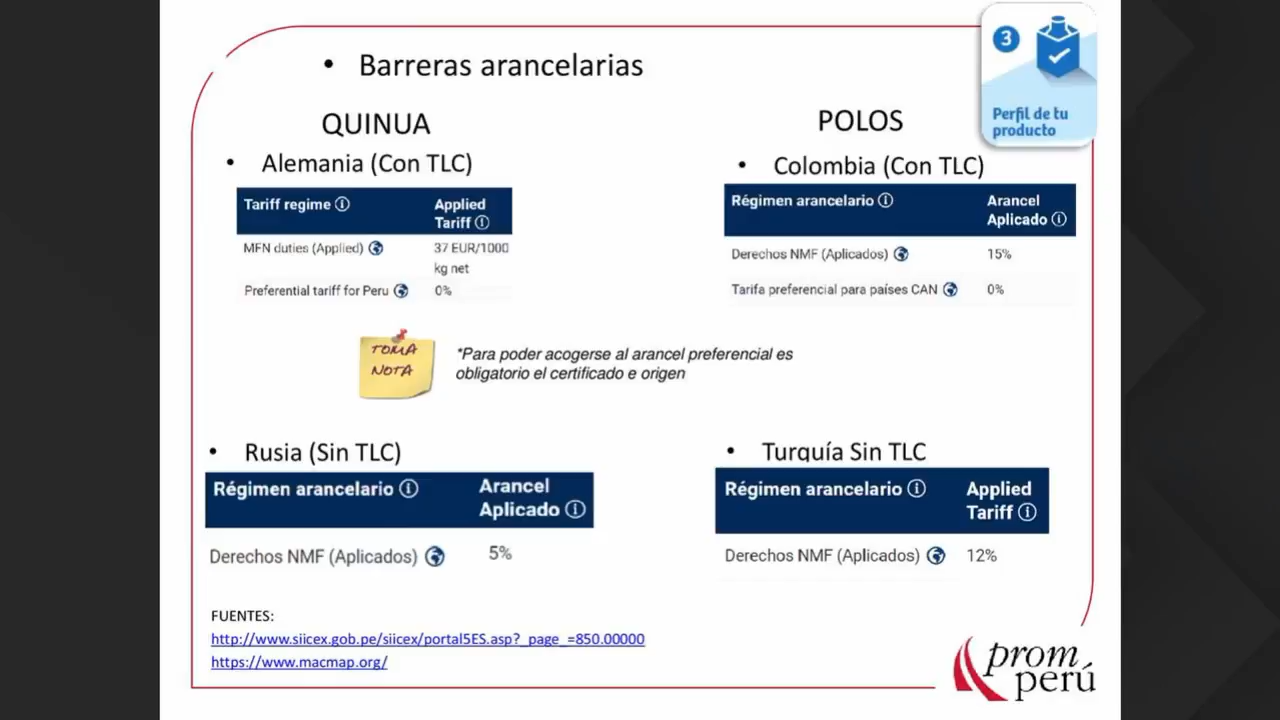 • Barreras arancelarias
3
Perfil de tu
producto
QUINUA
• Alemania (Con TLC)
Tariff regime
Applied
Tariff
MFN duties (Applied)
37 EUR/1000
kg net
Preferential tariff for Peru
0%
POLOS
• Colombia (Con TLC)
Régimen arancelario
Arancel
Aplicado
Derechos NMF (Aplicados)
15%
Tarifa preferencial para países CAN
0%
TOMA
NOTA
*Para poder acogerse al arancel preferencial es
obligatorio el certificado e origen
• Rusia (Sin TLC)
Régimen arancelario
Arancel
Aplicado
Derechos NMF (Aplicados)
5%
• Turquía Sin TLC
Régimen arancelario
Applied
Tariff
Derechos NMF (Aplicados)
12%
FUENTES:
http://www.siicex.gob.pe/siicex/portal5ES.asp?_page_=850.00000
https://www.macmap.org/
prom
perú